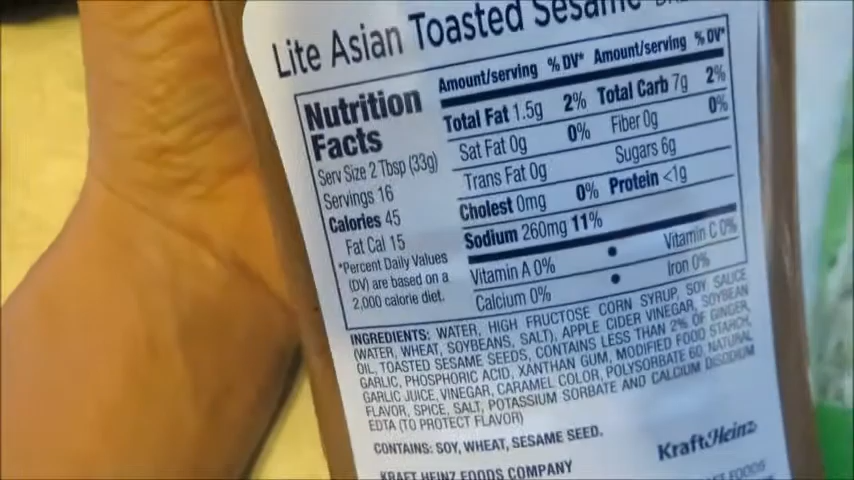 Lite Asian Toasted Sesame
Nutrition
Facts
Serv Size 2 Tbsp (33g)
Servings 16
Calories 45
Fat Cal 15
*Percent Daily Values
(DV) are based on a
2,000 calorie diet.
Amount/serving %DV* Amount/serving %DV*
Total Fat 1.5g 2% Total Carb 7g 2%
Sat Fat 0g 0% Fiber 0g 0%
Trans Fat 0g Sugars 6g
Cholest 0mg 0% Protein <1g
Sodium 260mg 11%
Vitamin A 0% • Vitamin C 0%
Calcium 0% • Iron 0%
INGREDIENTS: WATER, HIGH FRUCTOSE CORN SYRUP, SOY SAUCE
(WATER, WHEAT, SOYBEANS, SALT), APPLE CIDER VINEGAR, SOYBEAN
OIL, TOASTED SESAME SEEDS, CONTAINS LESS THAN 2% OF GINGER,
GARLIC, PHOSPHORIC ACID, XANTHAN GUM, MODIFIED FOOD STARCH,
GARLIC JUICE, VINEGAR, CARAMEL COLOR, POLYSORBATE 60, NATURAL
FLAVOR, SPICE, SALT, POTASSIUM SORBATE AND CALCIUM DISODIUM
EDTA (TO PROTECT FLAVOR)
CONTAINS: SOY, WHEAT, SESAME SEED.
KraftHeinz
KRAFT HEINZ FOODS COMPANY
FOODS